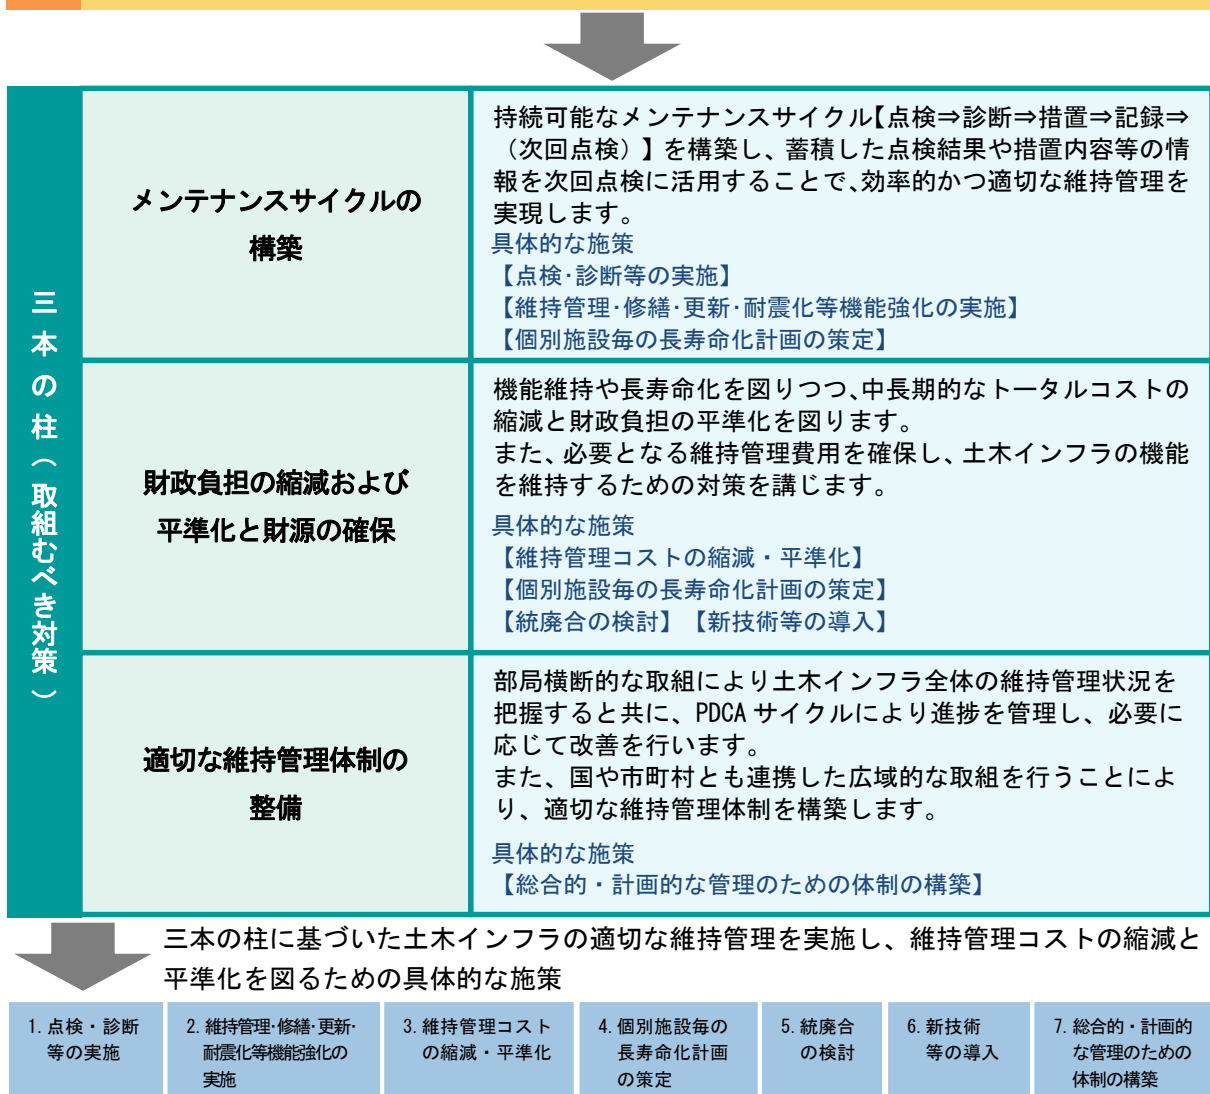 三本の柱（取組むべき対策）
メンテナンスサイクルの
構築
持続可能なメンテナンスサイクル【点検⇒診断⇒措置⇒記録⇒
（次回点検）】を構築し、蓄積した点検結果や措置内容等の情
報を次回点検に活用することで、効率的かつ適切な維持管理を
実現します。
具体的な施策
【点検･診断等の実施】
【維持管理･修繕･更新･耐震化等機能強化の実施】
【個別施設毎の長寿命化計画の策定】
財政負担の縮減および
平準化と財源の確保
機能維持や長寿命化を図りつつ、中長期的なトータルコストの
縮減と財政負担の平準化を図ります。
また、必要となる維持管理費用を確保し、土木インフラの機能
を維持するための対策を講じます。
具体的な施策
【維持管理コストの縮減・平準化】
【個別施設毎の長寿命化計画の策定】
【統廃合の検討】【新技術等の導入】
適切な維持管理体制の
整備
部局横断的な取組により土木インフラ全体の維持管理状況を
把握すると共に、PDCA サイクルにより進捗を管理し、必要に
応じて改善を行います。
また、国や市町村とも連携した広域的な取組を行うことによ
り、適切な維持管理体制を構築します。
具体的な施策
【総合的・計画的な管理のための体制の構築】
三本の柱に基づいた土木インフラの適切な維持管理を実施し、維持管理コストの縮減と
平準化を図るための具体的な施策
1. 点検・診断
等の実施
2. 維持管理･修繕･更新･
耐震化等機能強化の
実施
3. 維持管理コスト
の縮減・平準化
4. 個別施設毎の
長寿命化計画
の策定
5. 統廃合
の検討
6. 新技術
等の導入
7. 総合的・計画的
な管理のための
体制の構築